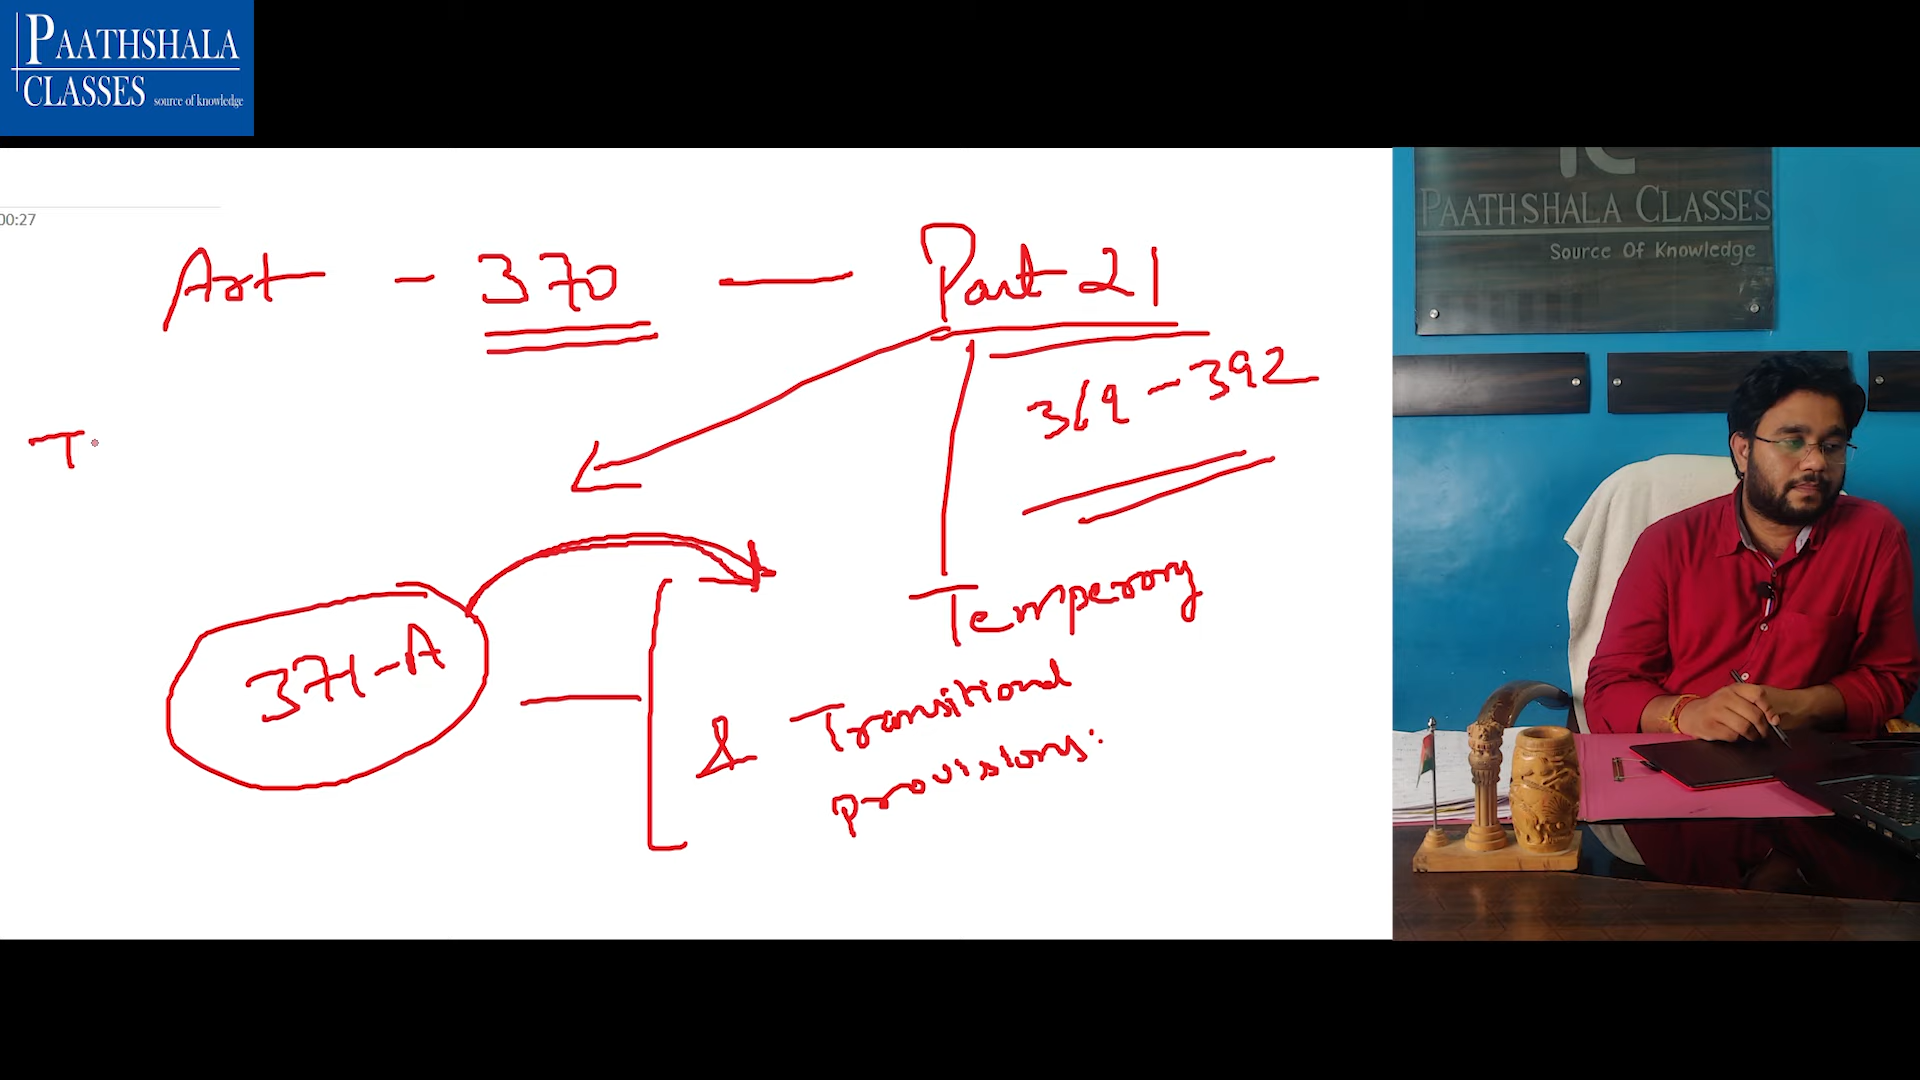 PAATHSHALA
CLASSES source of knowledge
00:27
Art - 370 — Part 21
369 - 392
T
371-A
Temperory
& Transitional
provisions.
PAATHSHALA CLASSES
Source Of Knowledge